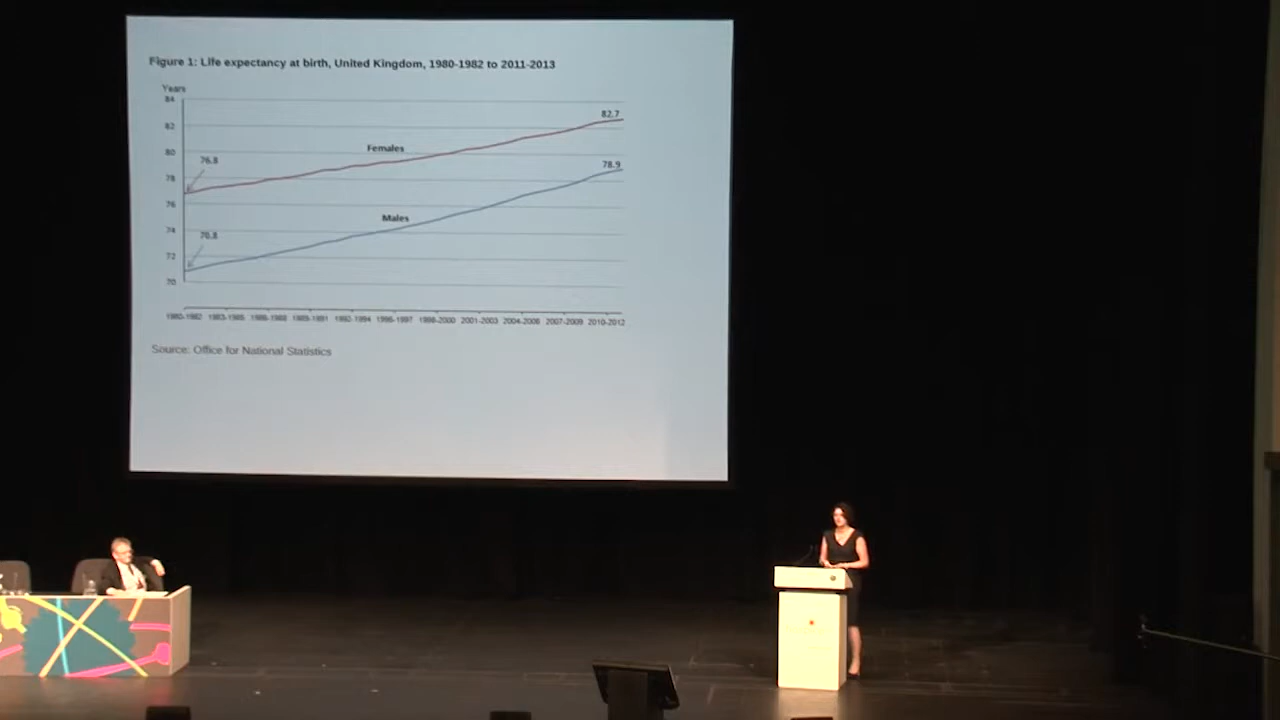 Figure 1: Life expectancy at birth, United Kingdom, 1980-1982 to 2011-2013
Years
84
82.7
82
Females
80
76.8
78.9
78
76
Males
74
70.8
72
70
1980-1982 1983-1985 1986-1988 1989-1991 1992-1994 1995-1997 1998-2000 2001-2003 2004-2006 2007-2009 2010-2012
Source: Office for National Statistics